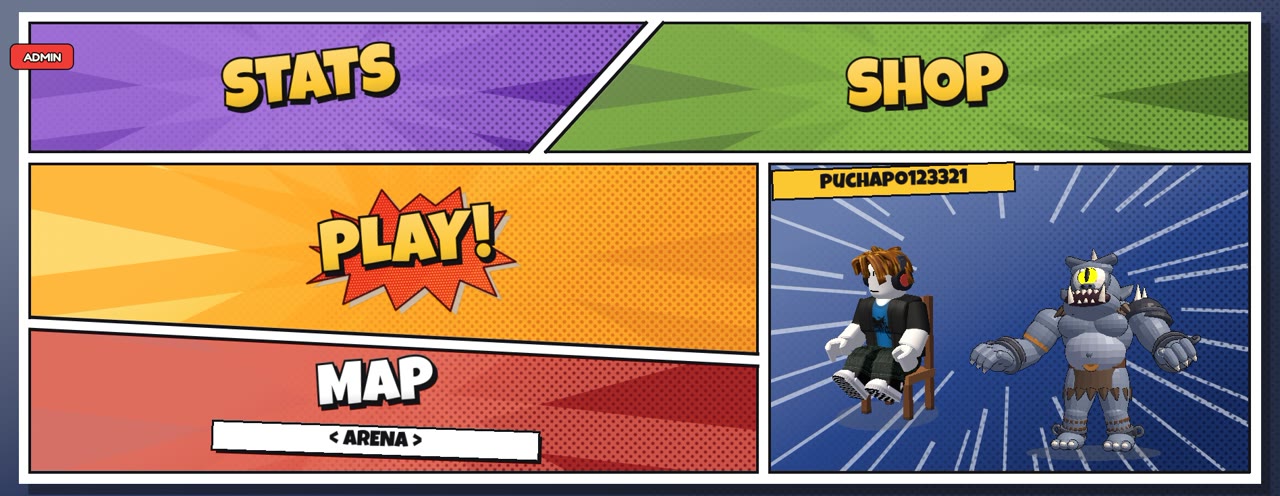 ADMIN
STATS
SHOP
PLAY!
PUCHAPO123321
MAP
< ARENA >